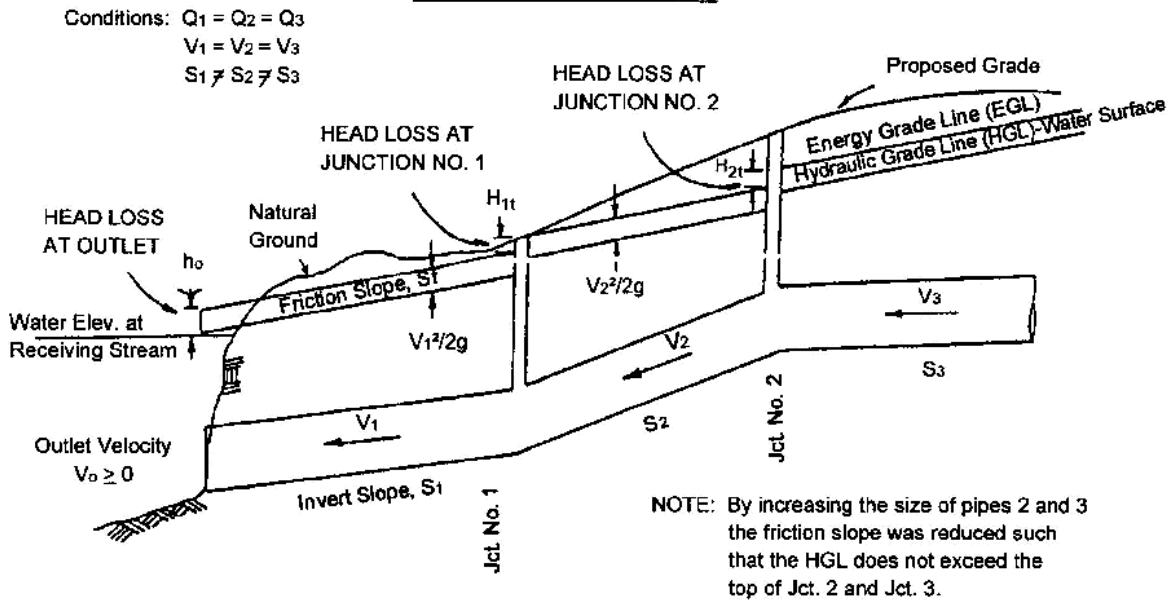 Conditions: Q1 = Q2 = Q3
V1 = V2 = V3
S1 ≠ S2 ≠ S3
HEAD LOSS AT
JUNCTION NO. 2
Proposed Grade
HEAD LOSS AT
JUNCTION NO. 1
Energy Grade Line (EGL)
Hydraulic Grade Line (HGL)-Water Surface
H2t
H1t
HEAD LOSS
AT OUTLET
Natural
Ground
ho
Friction Slope, Sf
V2²/2g
Water Elev. at
Receiving Stream
V1²/2g
V3
V2
S3
V1
S2
Jct. No. 2
Outlet Velocity
Vo ≥ 0
Invert Slope, S1
Jct. No. 1
NOTE: By increasing the size of pipes 2 and 3
the friction slope was reduced such
that the HGL does not exceed the
top of Jct. 2 and Jct. 3.